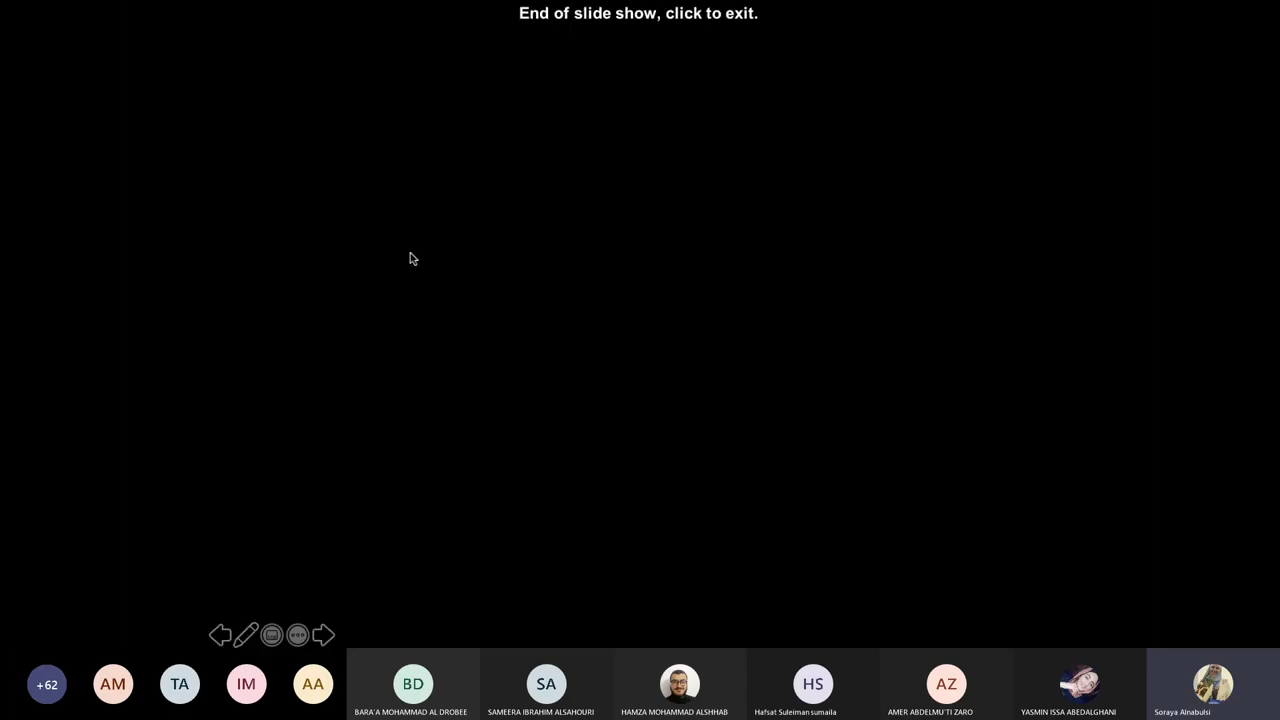 End of slide show, click to exit.
+62
AM
TA
IM
AA
BD
SA
HS
AZ
BARA'A MOHAMMAD AL DROBEE
SAMEERA IBRAHIM ALSAHOURI
HAMZA MOHAMMAD ALSHHAB
Hafsat Suleiman sumaila
AMER ABDELMU'TI ZARO
YASMIN ISSA ABEDALGHANI
Soraya Alnabulsi